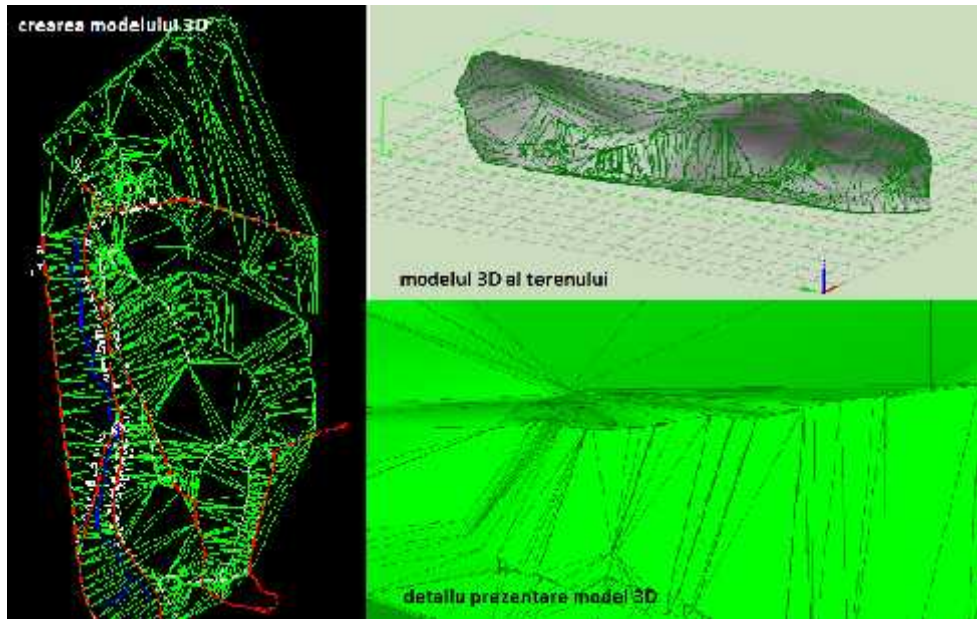 crearea modelului 3D
modelul 3D al terenului
detaliu prezentare model 3D